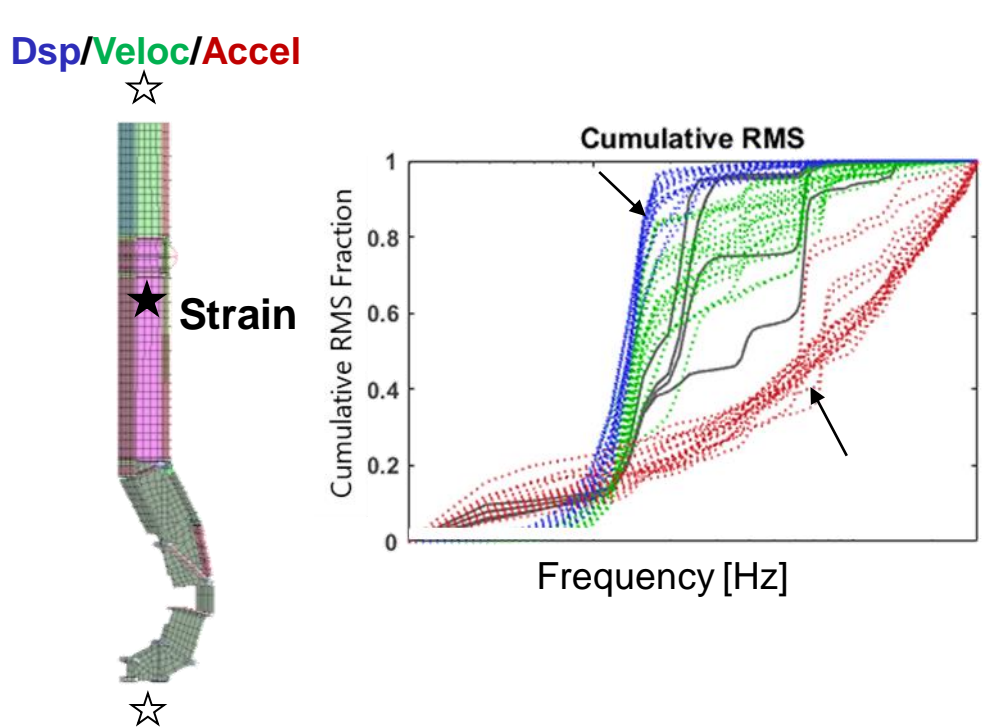 Dsp/Veloc/Accel
Strain
Cumulative RMS
Cumulative RMS Fraction
1
0.8
0.6
0.4
0.2
0
Frequency [Hz]